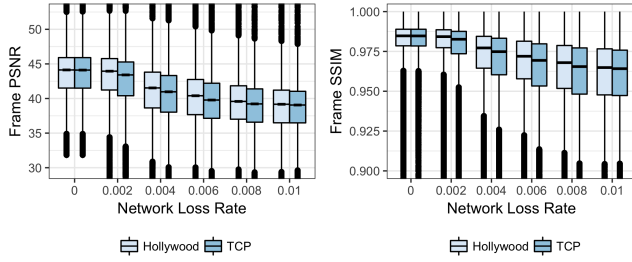 Frame PSNR
50
45
40
35
30
0 0.002 0.004 0.006 0.008 0.01
Network Loss Rate
Hollywood TCP
Frame SSIM
1.000
0.975
0.950
0.925
0.900
0 0.002 0.004 0.006 0.008 0.01
Network Loss Rate
Hollywood TCP